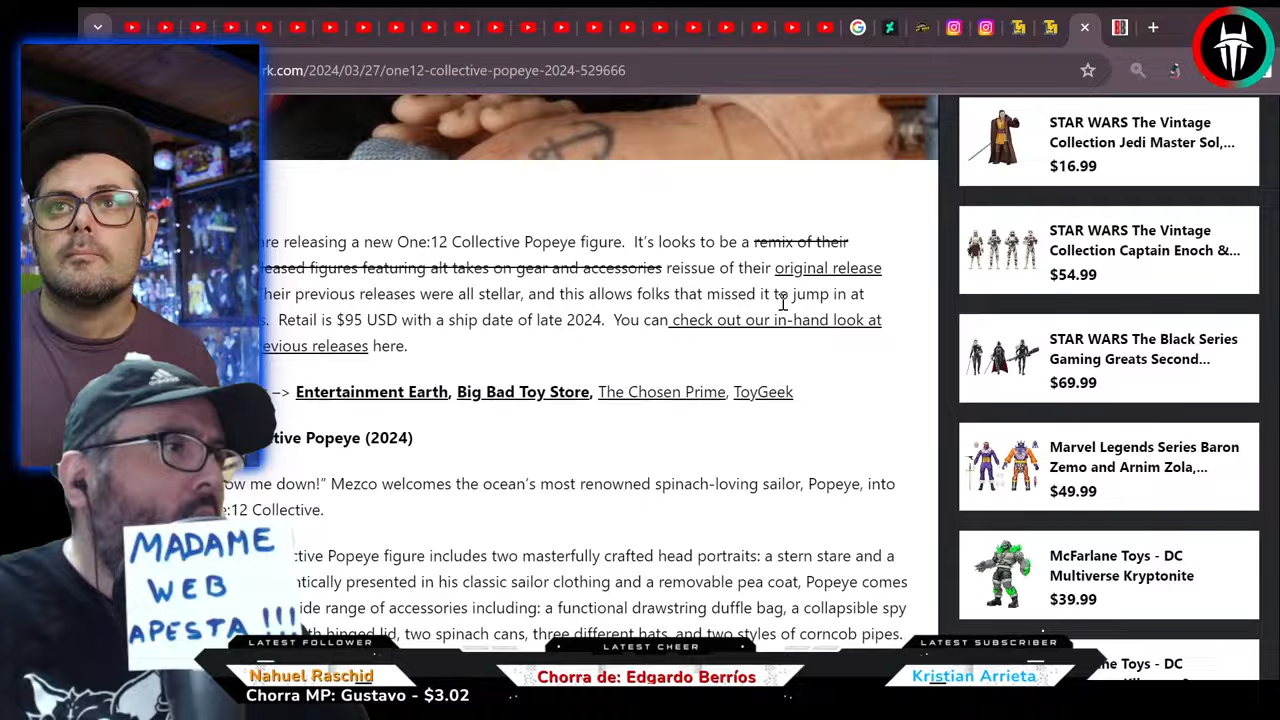 rk.com/2024/03/27/one12-collective-popeye-2024-529666
are releasing a new One:12 Collective Popeye figure. It's looks to be a remix of their
eased figures featuring alt takes on gear and accessories reissue of their original release
heir previous releases were all stellar, and this allows folks that missed it to jump in at
s. Retail is $95 USD with a ship date of late 2024. You can check out our in-hand look at
evious releases here.
–> Entertainment Earth, Big Bad Toy Store, The Chosen Prime, ToyGeek
ctive Popeye (2024)
ow me down!” Mezco welcomes the ocean's most renowned spinach-loving sailor, Popeye, into
e:12 Collective.
ctive Popeye figure includes two masterfully crafted head portraits: a stern stare and a
ntically presented in his classic sailor clothing and a removable pea coat, Popeye comes
ide range of accessories including: a functional drawstring duffle bag, a collapsible spy
th hinged lid, two spinach cans, three different hats, and two styles of corncob pipes.
STAR WARS The Vintage
Collection Jedi Master Sol,...
$16.99
STAR WARS The Vintage
Collection Captain Enoch &...
$54.99
STAR WARS The Black Series
Gaming Greats Second...
$69.99
Marvel Legends Series Baron
Zemo and Arnim Zola,...
$49.99
McFarlane Toys - DC
Multiverse Kryptonite
$39.99
ne Toys - DC
MADAME
WEB
APESTA!!!
LATEST FOLLOWER
Nahuel Raschid
LATEST CHEER
Chorra de: Edgardo Berríos
LATEST SUBSCRIBER
Kristian Arrieta
Chorra MP: Gustavo - $3.02